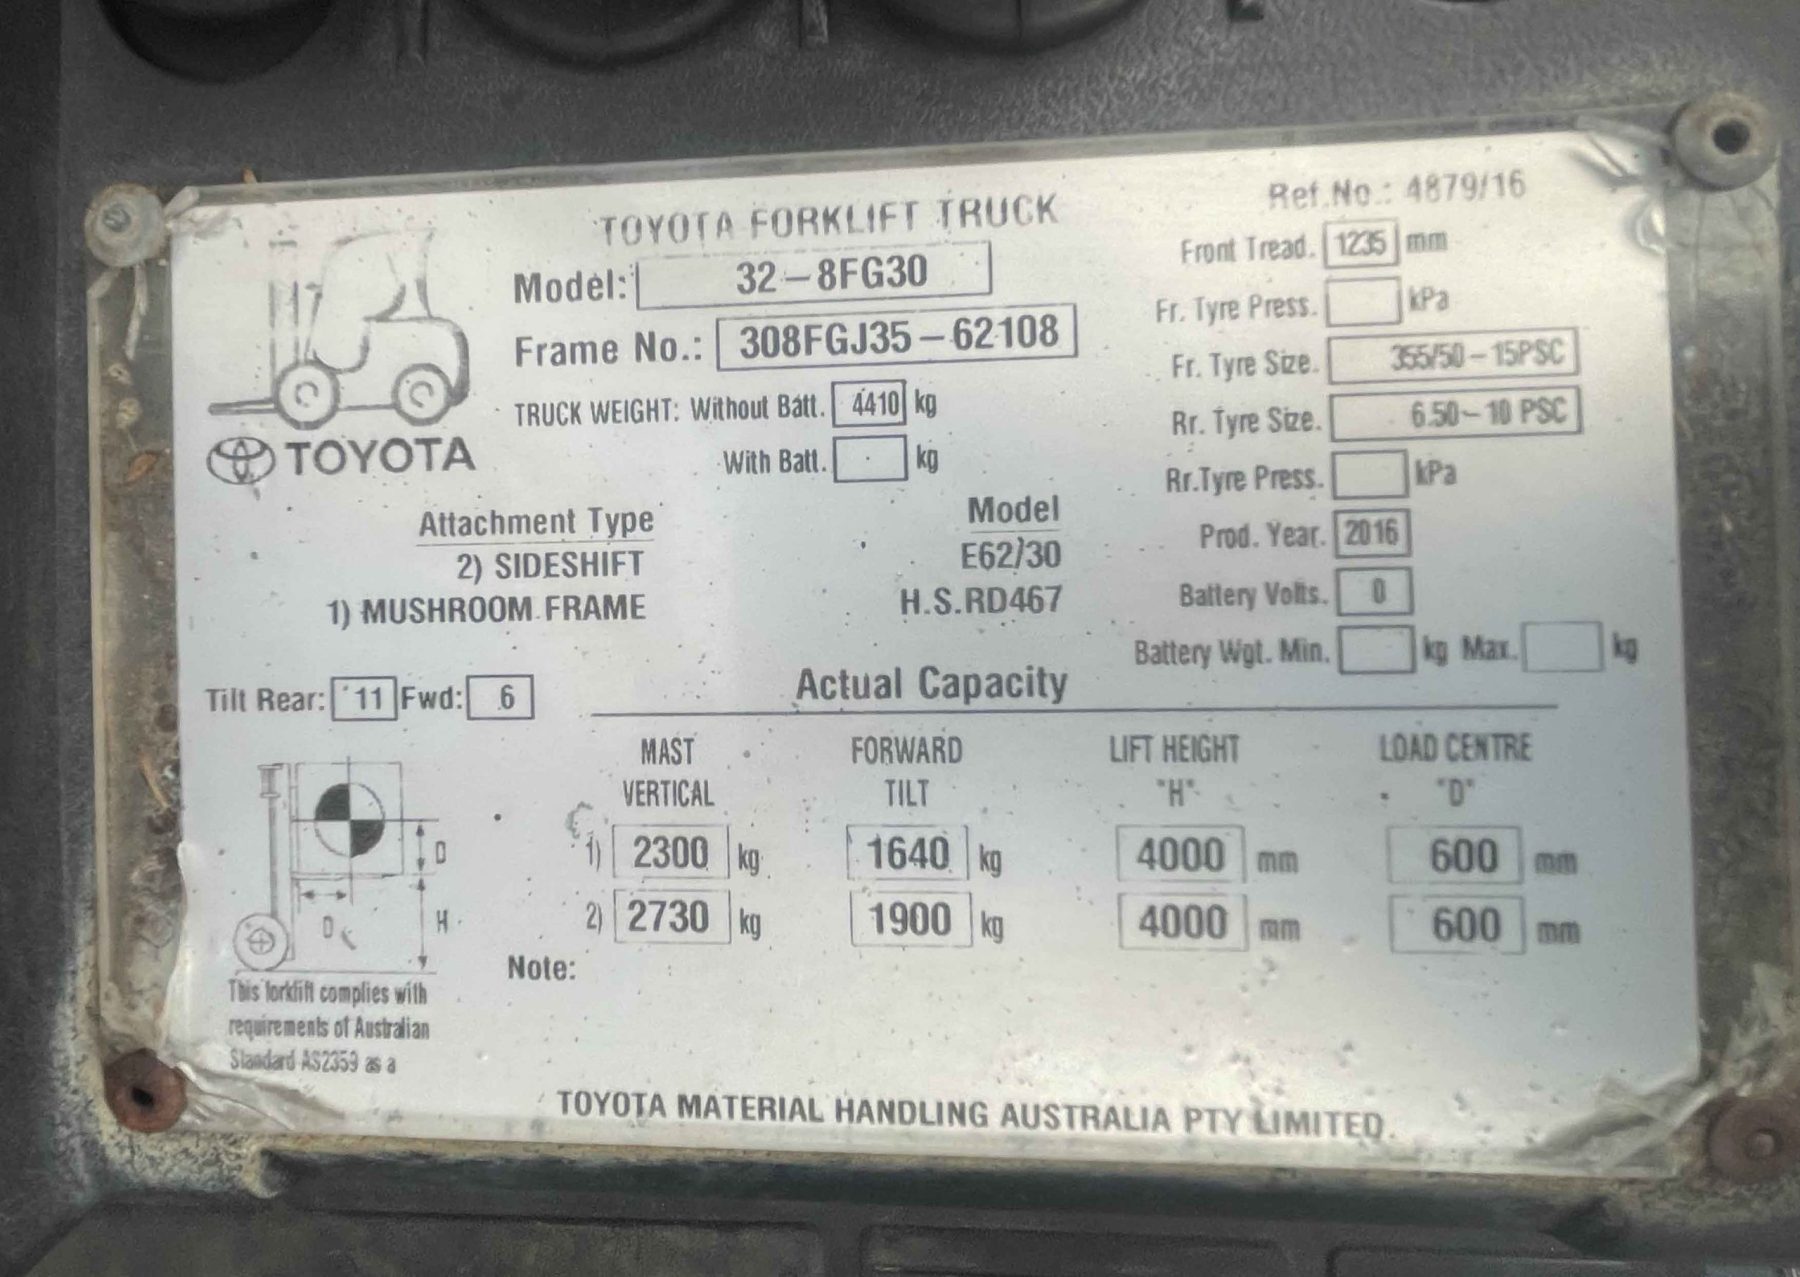 Ref.No.: 4879/16
TOYOTA FORKLIFT TRUCK
Model: 32-8FG30
Frame No.: 308FGJ35-62108
TRUCK WEIGHT: Without Batt. 4410 kg
With Batt. kg
TOYOTA
Front Tread. 1235 mm
Fr. Tyre Press. kPa
Fr. Tyre Size. 355/50-15PSC
Rr. Tyre Size. 6.50-10 PSC
Rr.Tyre Press. kPa
Prod. Year. 2016
Battery Volts. 0
Battery Wgt. Min. kg Max. kg
Attachment Type Model
2) SIDESHIFT E62/30
1) MUSHROOM FRAME H.S.RD467
Tilt Rear: 11 Fwd: 6
Actual Capacity
MAST VERTICAL FORWARD TILT LIFT HEIGHT "H" LOAD CENTRE "D"
1) 2300 kg 1640 kg 4000 mm 600 mm
2) 2730 kg 1900 kg 4000 mm 600 mm
D
D
H
Note:
This forklift complies with
requirements of Australian
Standard AS2359 as a
TOYOTA MATERIAL HANDLING AUSTRALIA PTY LIMITED.